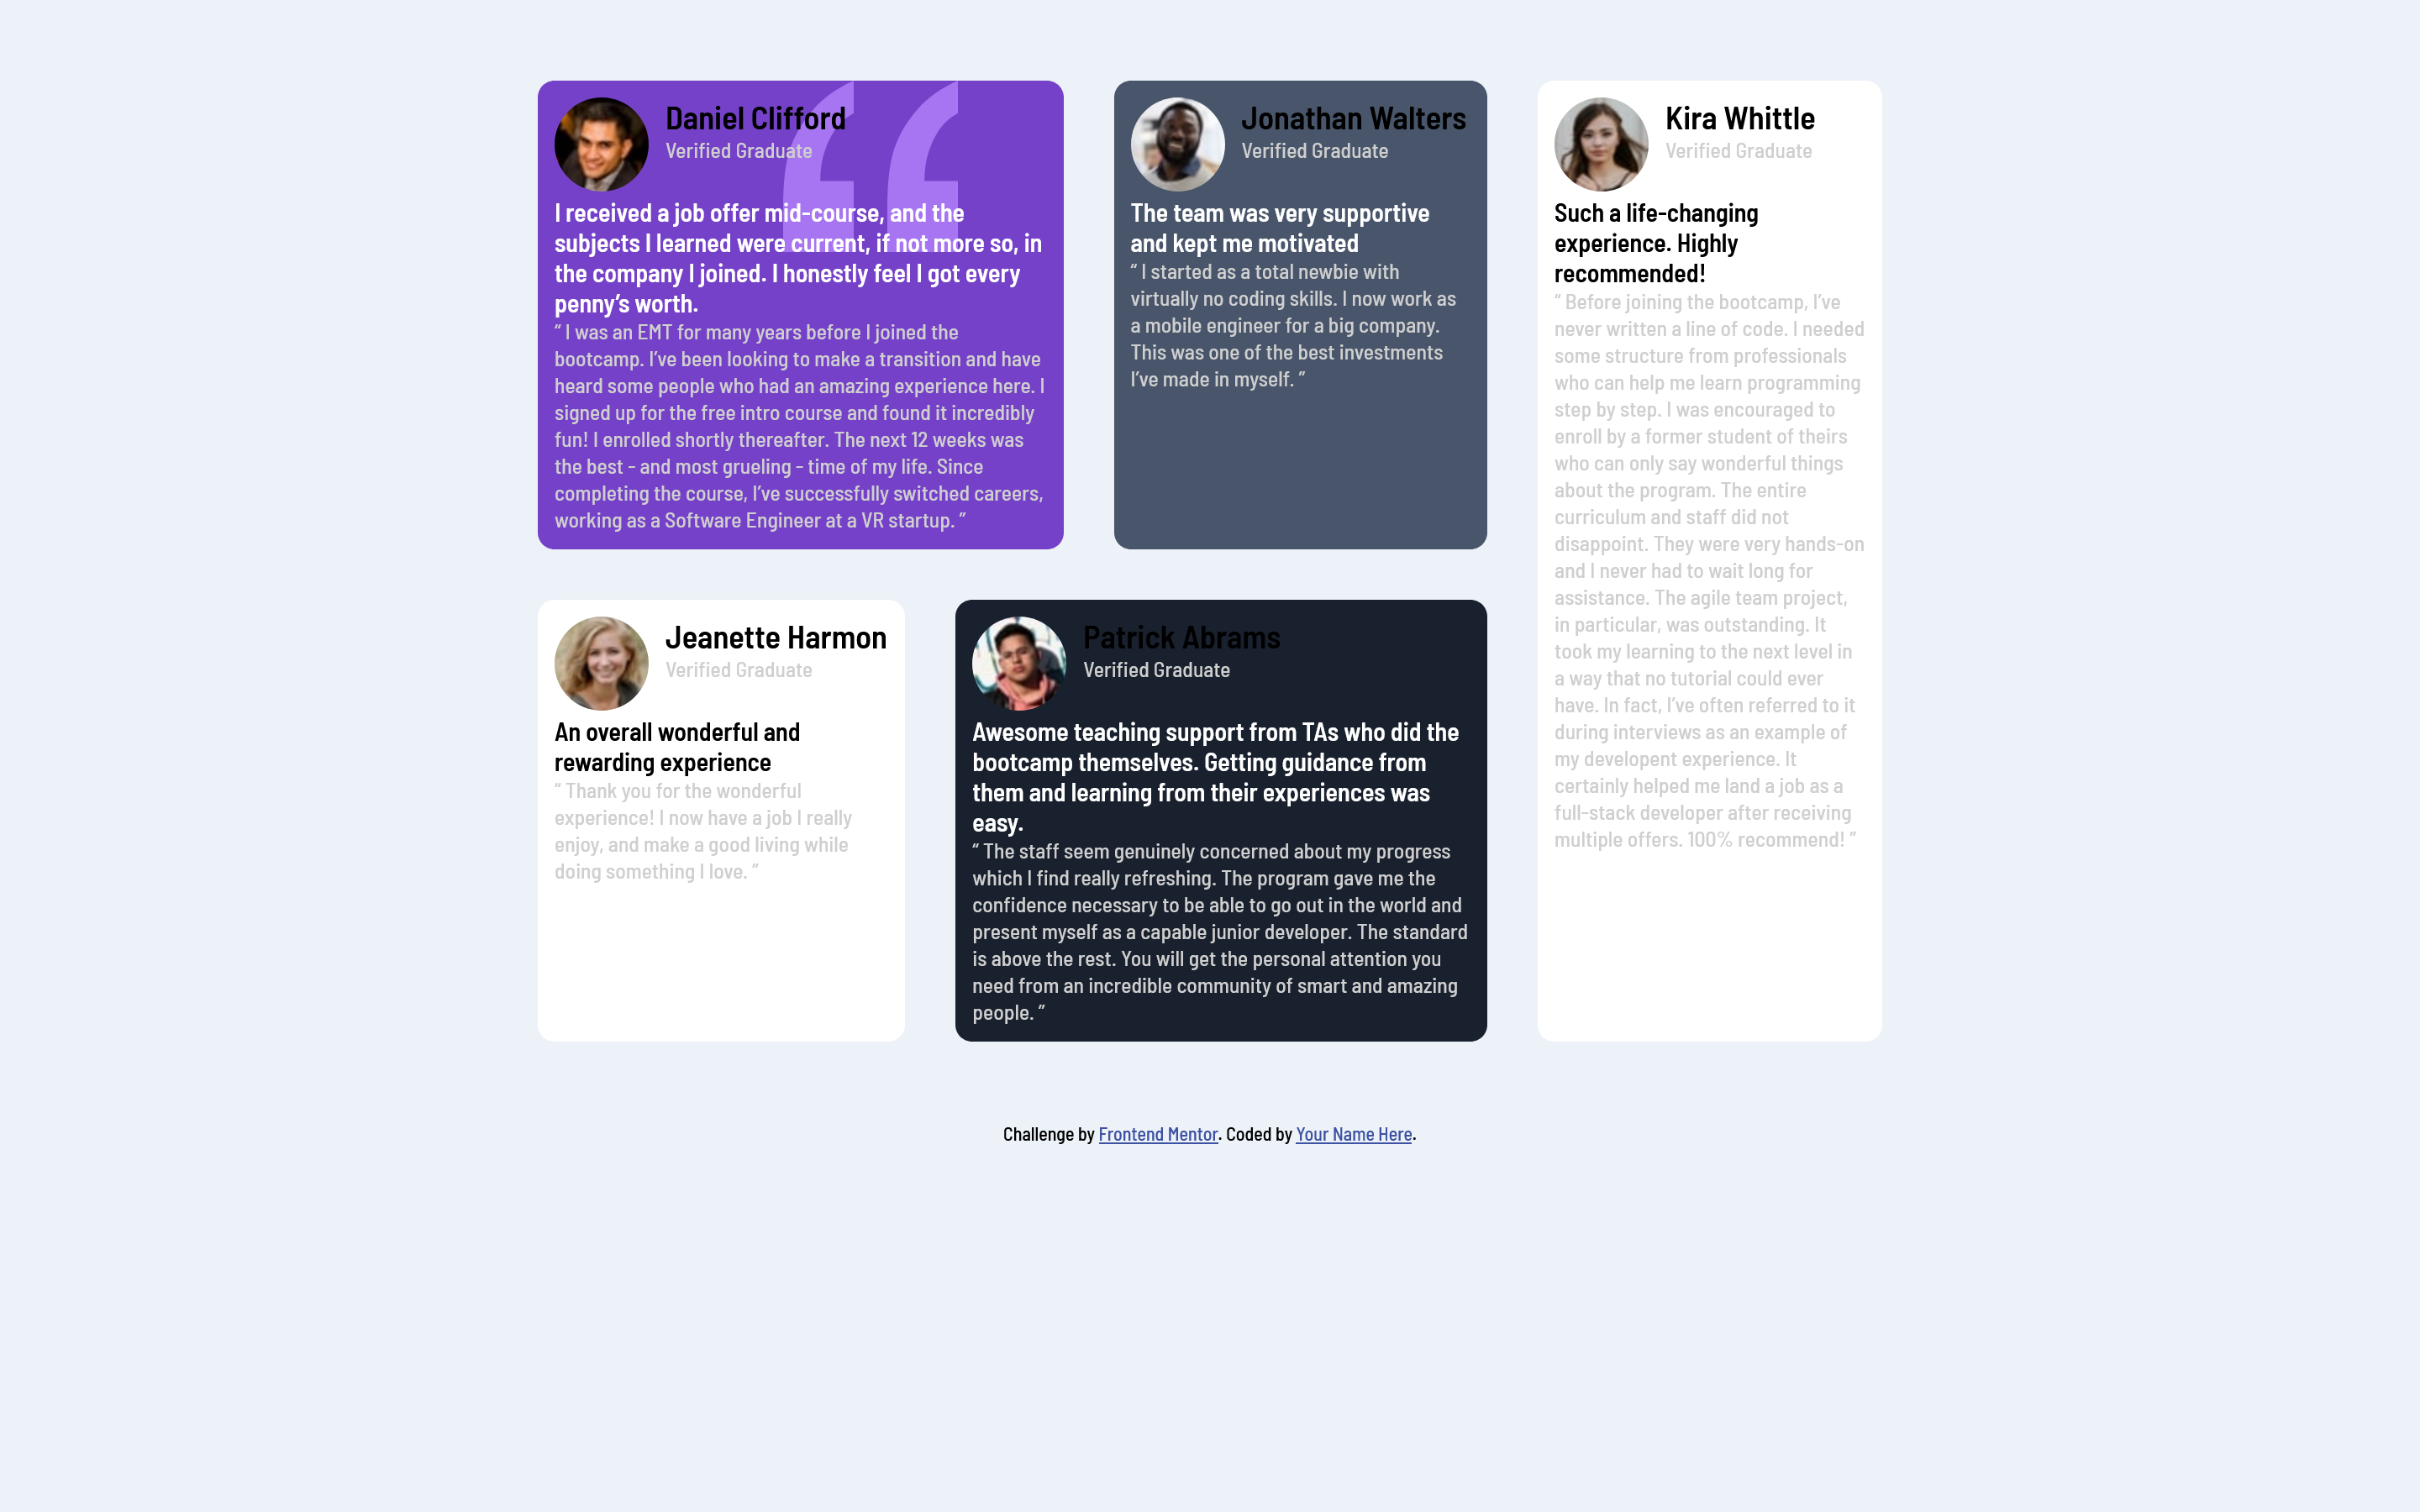 Daniel Clifford
Verified Graduate
I received a job offer mid-course, and the
subjects I learned were current, if not more so, in
the company I joined. I honestly feel I got every
penny’s worth.
“ I was an EMT for many years before I joined the
bootcamp. I’ve been looking to make a transition and have
heard some people who had an amazing experience here. I
signed up for the free intro course and found it incredibly
fun! I enrolled shortly thereafter. The next 12 weeks was
the best - and most grueling - time of my life. Since
completing the course, I’ve successfully switched careers,
working as a Software Engineer at a VR startup. ”
Jonathan Walters
Verified Graduate
The team was very supportive
and kept me motivated
“ I started as a total newbie with
virtually no coding skills. I now work as
a mobile engineer for a big company.
This was one of the best investments
I’ve made in myself. ”
Kira Whittle
Verified Graduate
Such a life-changing
experience. Highly
recommended!
“ Before joining the bootcamp, I’ve
never written a line of code. I needed
some structure from professionals
who can help me learn programming
step by step. I was encouraged to
enroll by a former student of theirs
who can only say wonderful things
about the program. The entire
curriculum and staff did not
disappoint. They were very hands-on
and I never had to wait long for
assistance. The agile team project,
in particular, was outstanding. It
took my learning to the next level in
a way that no tutorial could ever
have. In fact, I’ve often referred to it
during interviews as an example of
my developent experience. It
certainly helped me land a job as a
full-stack developer after receiving
multiple offers. 100% recommend! ”
Jeanette Harmon
Verified Graduate
An overall wonderful and
rewarding experience
“ Thank you for the wonderful
experience! I now have a job I really
enjoy, and make a good living while
doing something I love. ”
Patrick Abrams
Verified Graduate
Awesome teaching support from TAs who did the
bootcamp themselves. Getting guidance from
them and learning from their experiences was
easy.
“ The staff seem genuinely concerned about my progress
which I find really refreshing. The program gave me the
confidence necessary to be able to go out in the world and
present myself as a capable junior developer. The standard
is above the rest. You will get the personal attention you
need from an incredible community of smart and amazing
people. ”
Challenge by Frontend Mentor. Coded by Your Name Here.